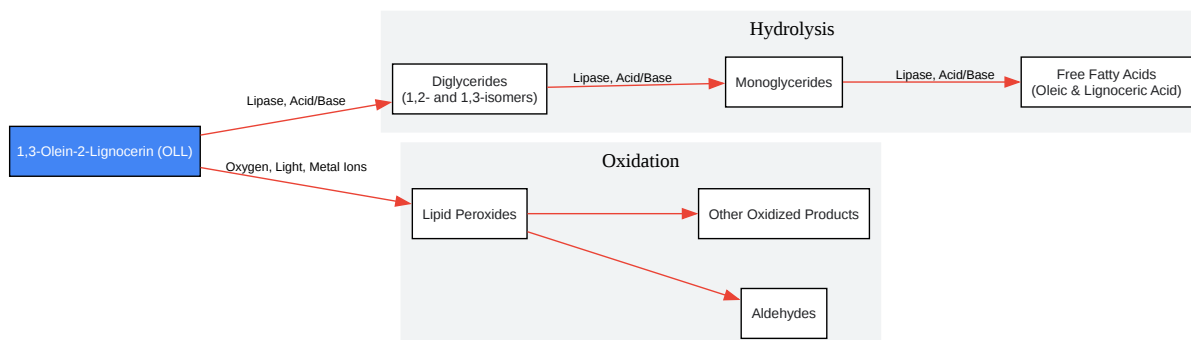 Hydrolysis
Diglycerides
(1,2- and 1,3-isomers)
Lipase, Acid/Base
Monoglycerides
Lipase, Acid/Base
Free Fatty Acids
(Oleic & Lignoceric Acid)
Lipase, Acid/Base
1,3-Olein-2-Lignocerin (OLL)
Oxygen, Light, Metal Ions
Oxidation
Lipid Peroxides
Other Oxidized Products
Aldehydes